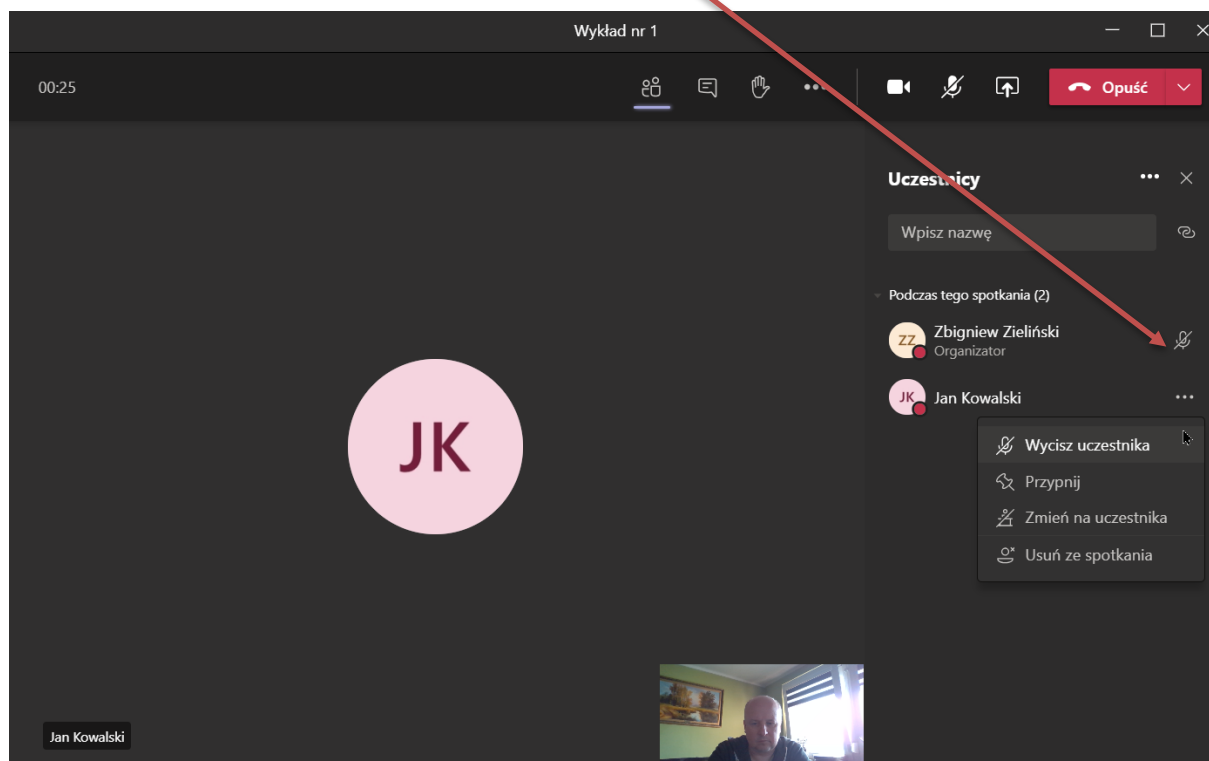 Wykład nr 1
00:25
Opuść
Uczestnicy
Wpisz nazwę
Podczas tego spotkania (2)
ZZ
Zbigniew Zieliński
Organizator
JK
Jan Kowalski
Wycisz uczestnika
Przypnij
Zmień na uczestnika
Usuń ze spotkania
JK
Jan Kowalski